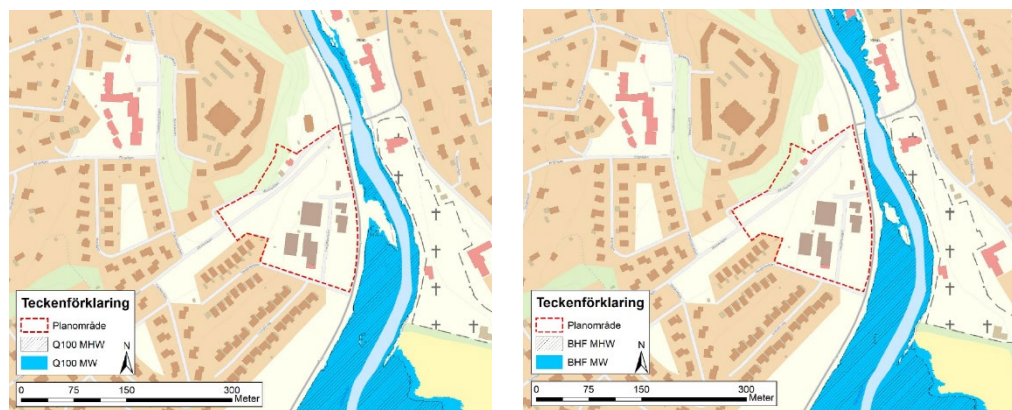 Teckenförklaring
Planområde
Q100 MHW
Q100 MW
N
0 75 150 300
Meter
Teckenförklaring
Planområde
BHF MHW
BHF MW
N
0 75 150 300
Meter